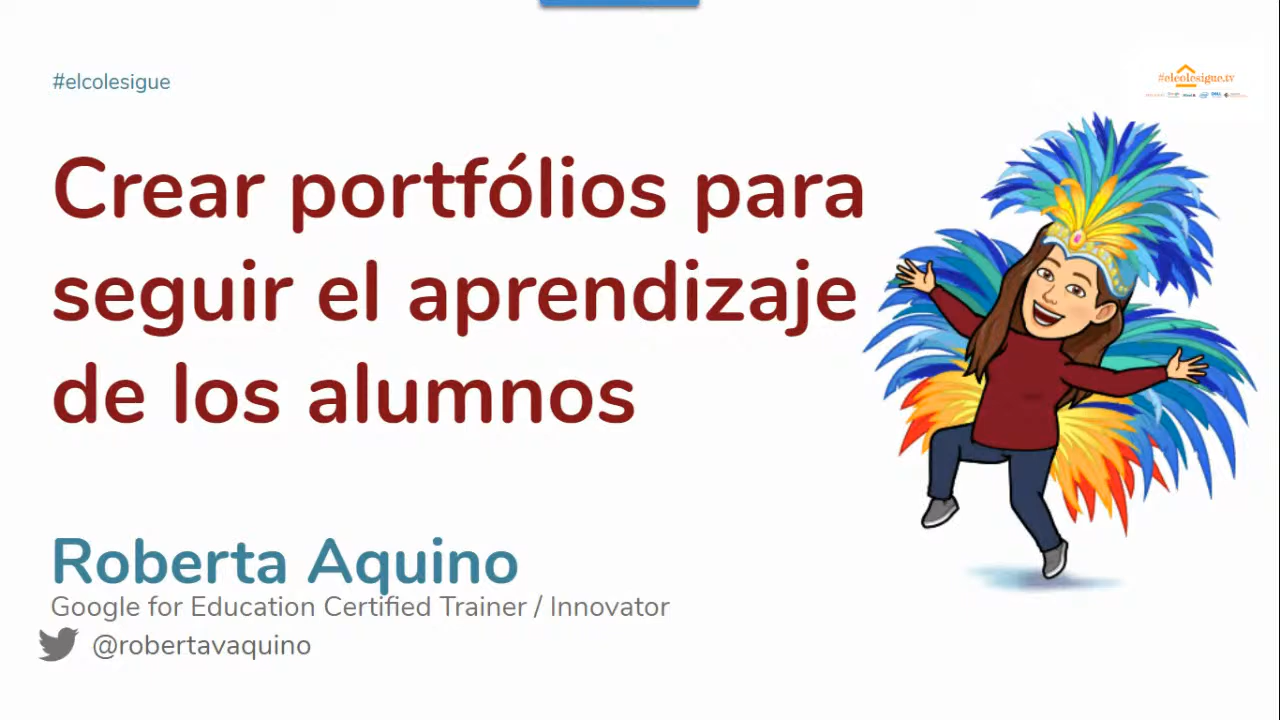 #elcolesigue
#elcolesigue.tv
Crear portfólios para
seguir el aprendizaje
de los alumnos
Roberta Aquino
Google for Education Certified Trainer / Innovator
@robertavaquino